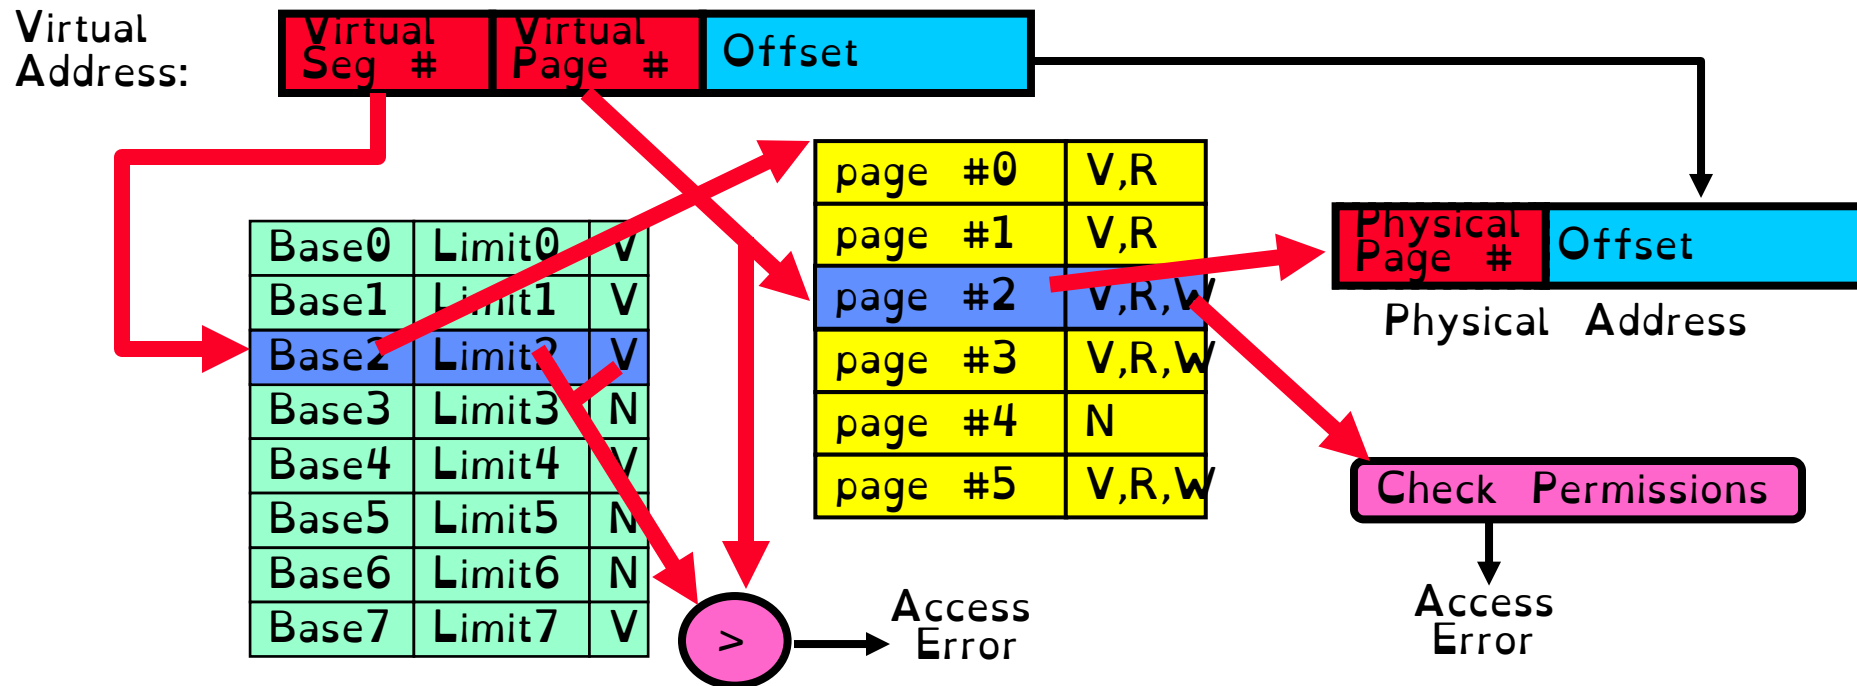 Virtual
Address:
Virtual
Seg #
Virtual
Page #
Offset
Base0 Limit0 V
Base1 Limit1 V
Base2 Limit2 V
Base3 Limit3 N
Base4 Limit4 V
Base5 Limit5 N
Base6 Limit6 N
Base7 Limit7 V
page #0 V,R
page #1 V,R
page #2 V,R,W
page #3 V,R,W
page #4 N
page #5 V,R,W
Physical
Page #
Offset
Physical Address
Check Permissions
Access
Error
>
Access
Error